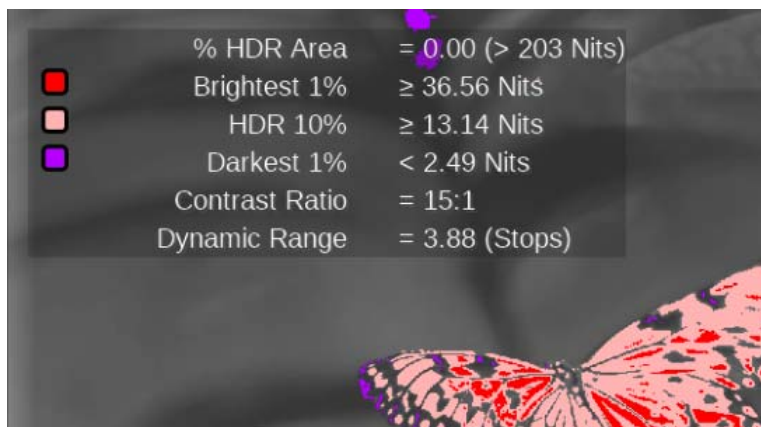 % HDR Area = 0.00 (> 203 Nits)
Brightest 1% ≥ 36.56 Nits
HDR 10% ≥ 13.14 Nits
Darkest 1% < 2.49 Nits
Contrast Ratio = 15:1
Dynamic Range = 3.88 (Stops)